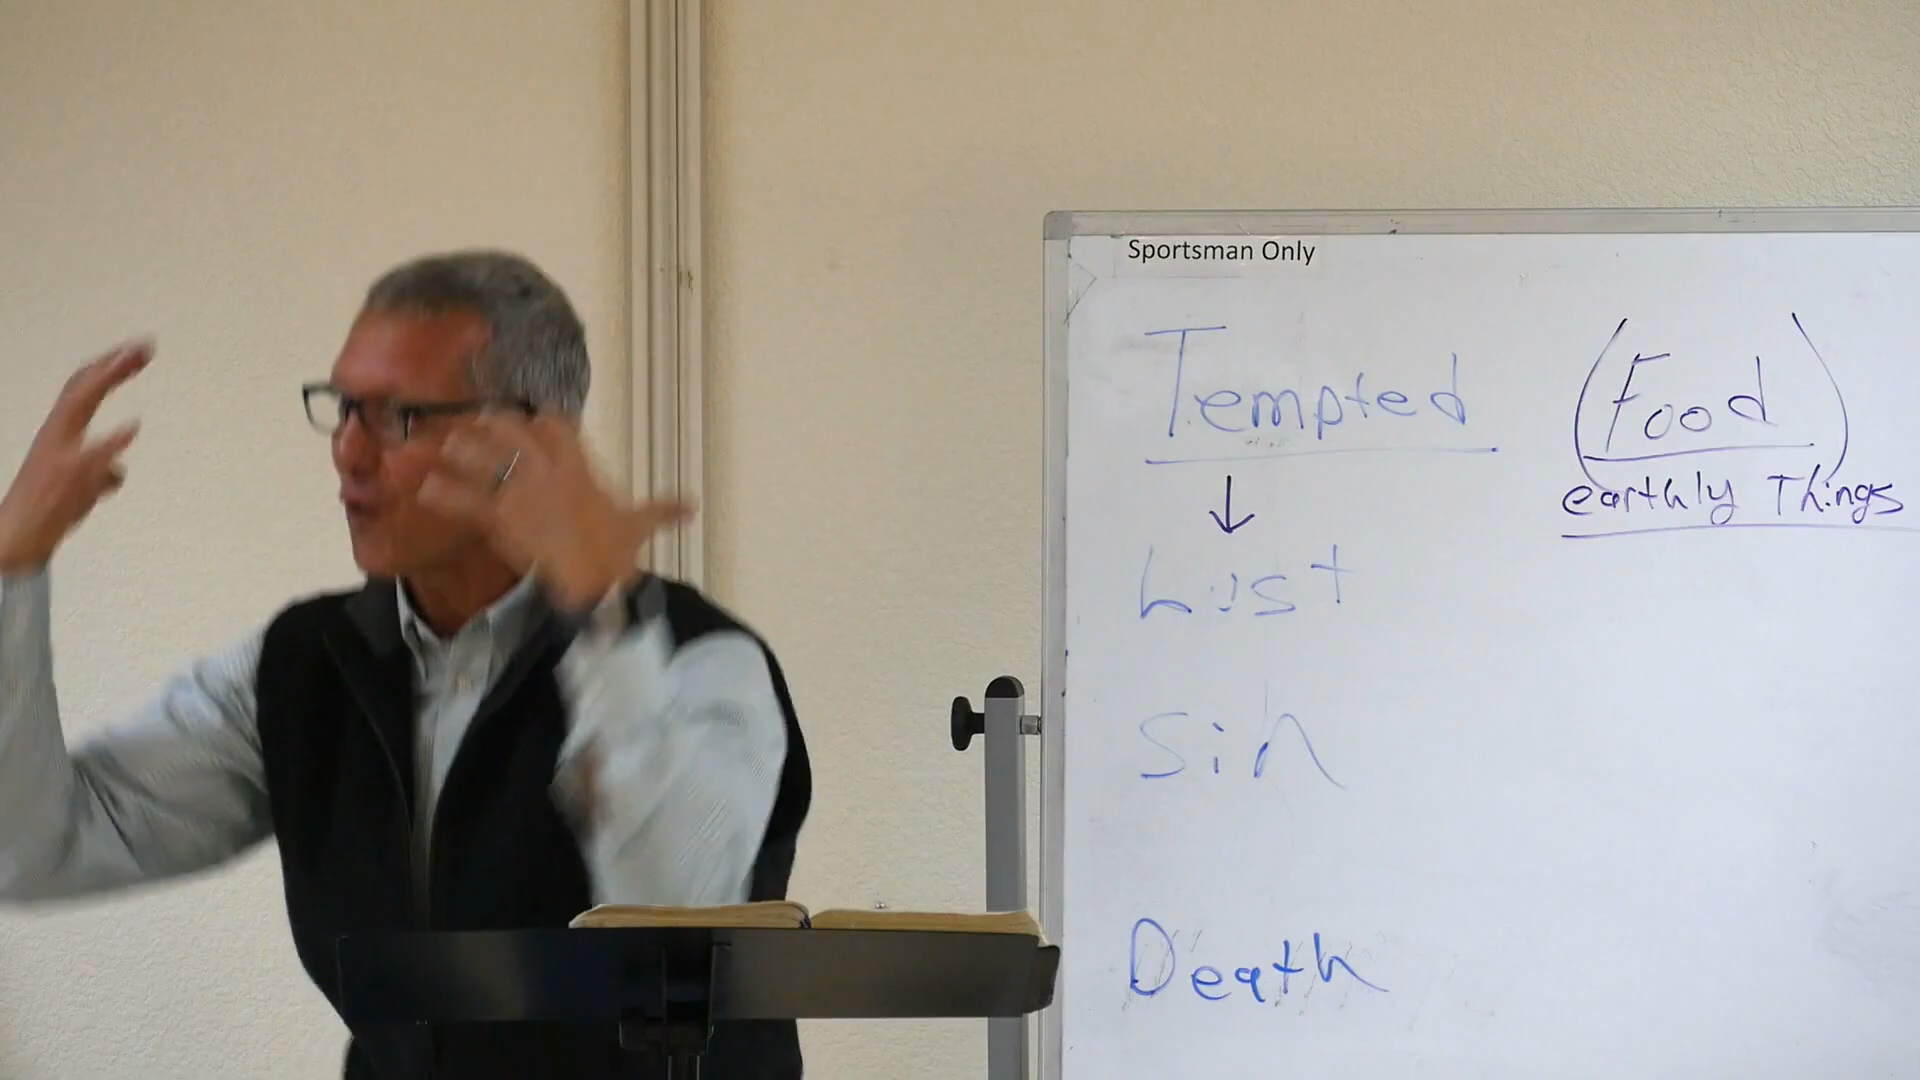 Sportsman Only
Tempted (Food)
earthly Things
Lust
Sin
Death